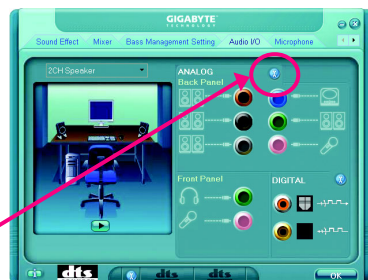 GIGABYTE
TECHNOLOGY
Sound Effect Mixer Bass Management Setting Audio I/O Microphone
2CH Speaker
ANALOG
Back Panel
Front Panel
DIGITAL
dts dts dts
OK